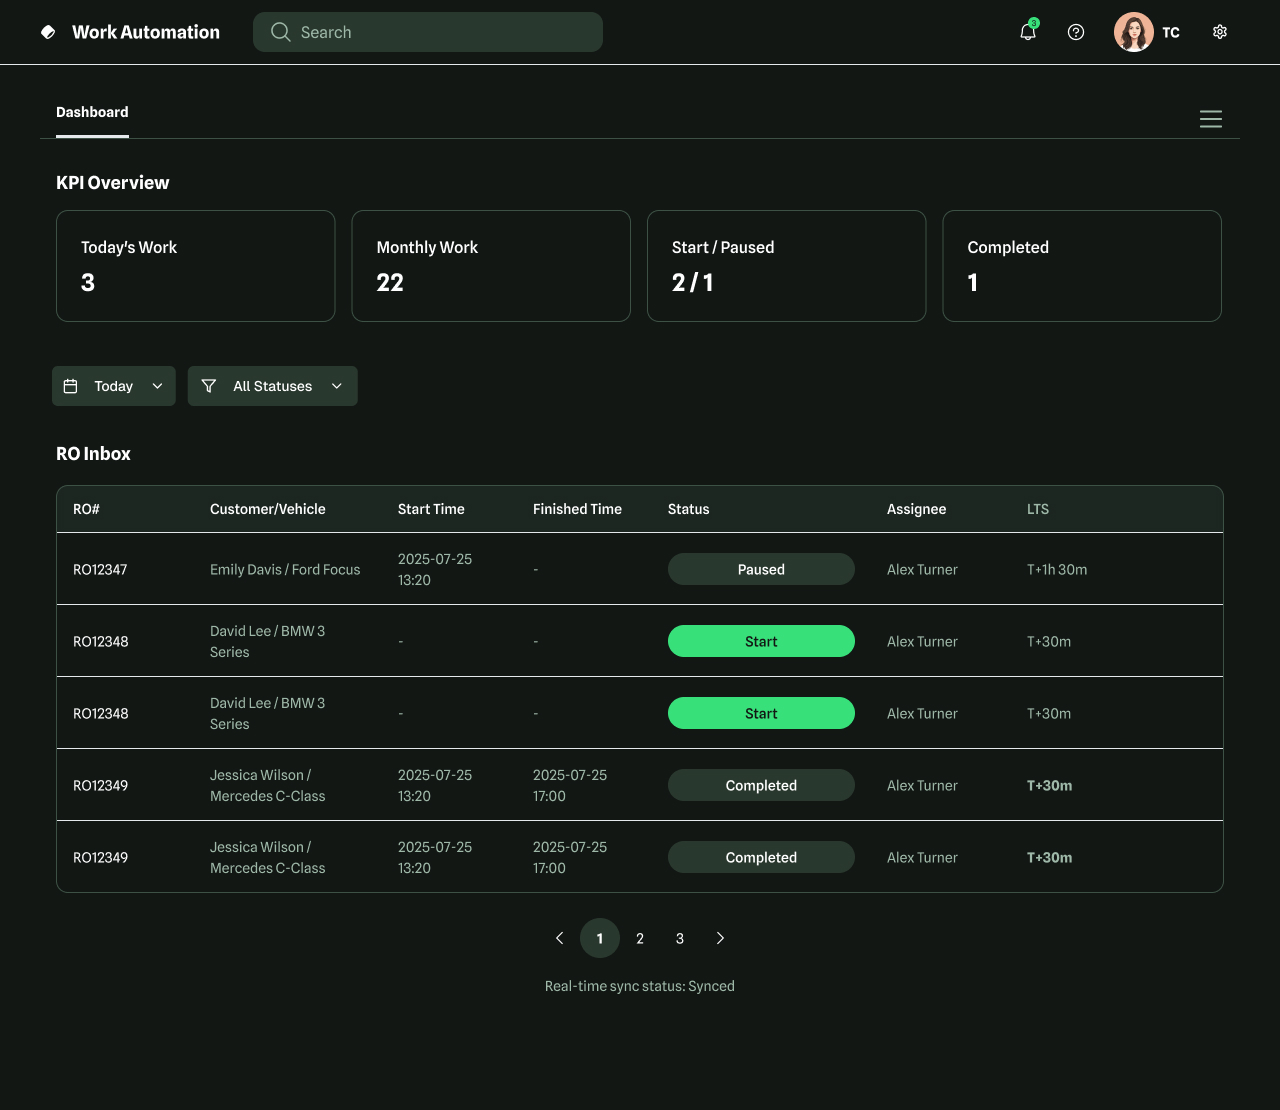 Work Automation
Search
3
TC
Dashboard
KPI Overview
Today's Work
3
Monthly Work
22
Start / Paused
2 / 1
Completed
1
Today
All Statuses
RO Inbox
RO# Customer/Vehicle Start Time Finished Time Status Assignee LTS
RO12347 Emily Davis / Ford Focus 2025-07-25 13:20 - Paused Alex Turner T+1h 30m
RO12348 David Lee / BMW 3 Series - - Start Alex Turner T+30m
RO12348 David Lee / BMW 3 Series - - Start Alex Turner T+30m
RO12349 Jessica Wilson / Mercedes C-Class 2025-07-25 13:20 2025-07-25 17:00 Completed Alex Turner T+30m
RO12349 Jessica Wilson / Mercedes C-Class 2025-07-25 13:20 2025-07-25 17:00 Completed Alex Turner T+30m
1 2 3
Real-time sync status: Synced